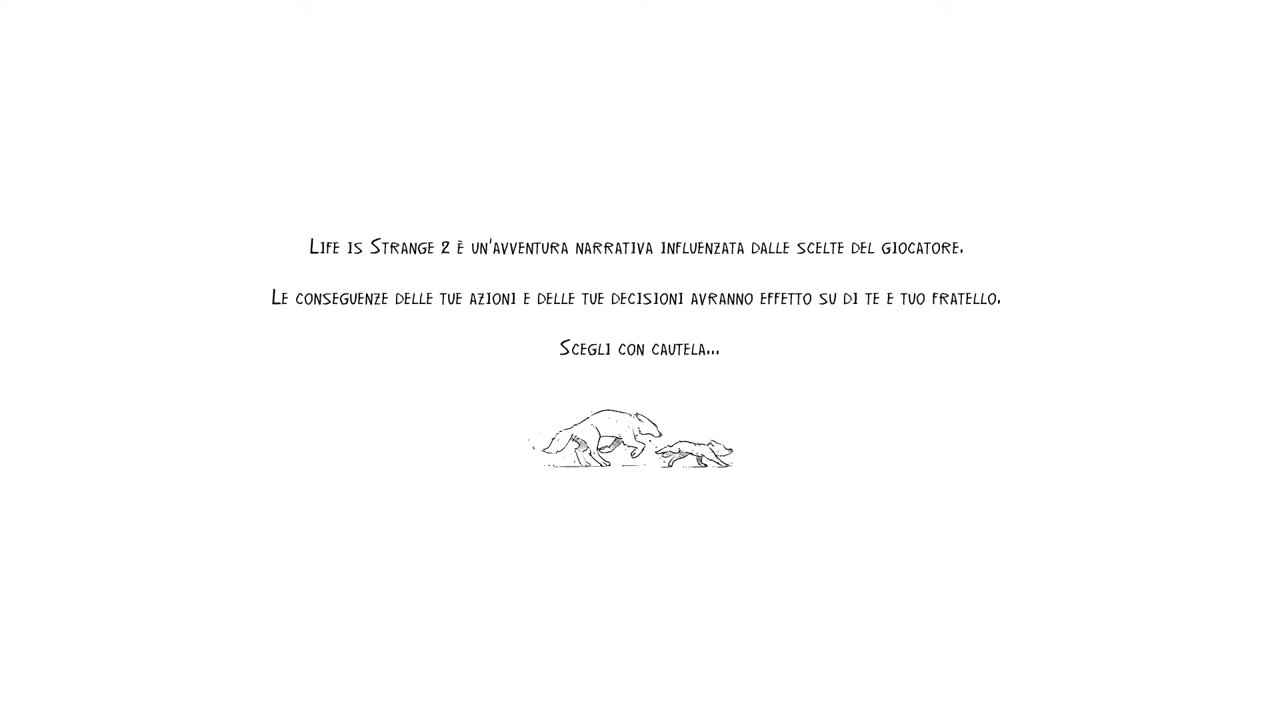 Life is Strange 2 è un'avventura narrativa influenzata dalle scelte del giocatore.
Le conseguenze delle tue azioni e delle tue decisioni avranno effetto su di te e tuo fratello.
Scegli con cautela...